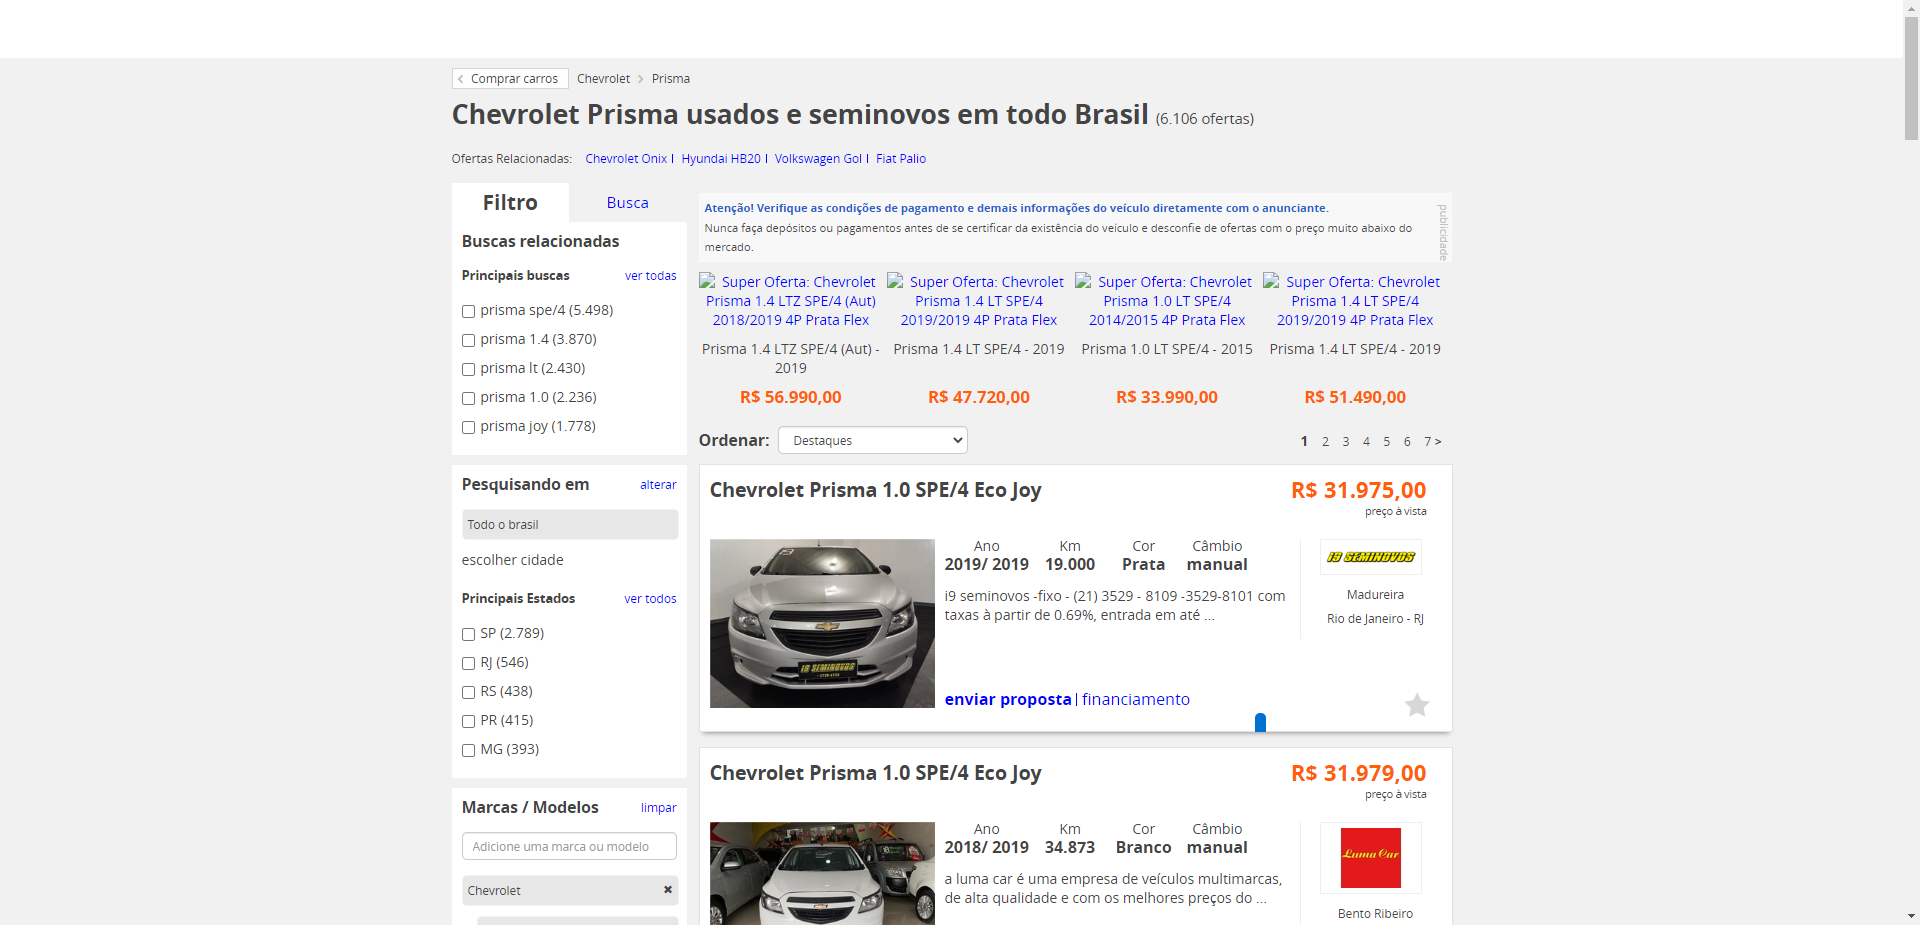 Comprar carros Chevrolet Prisma
Chevrolet Prisma usados e seminovos em todo Brasil (6.106 ofertas)
Ofertas Relacionadas: Chevrolet Onix | Hyundai HB20 | Volkswagen Gol | Fiat Palio
Filtro
Busca
Buscas relacionadas
Principais buscas ver todas
prisma spe/4 (5.498)
prisma 1.4 (3.870)
prisma lt (2.430)
prisma 1.0 (2.236)
prisma joy (1.778)
Pesquisando em alterar
Todo o brasil
escolher cidade
Principais Estados ver todos
SP (2.789)
RJ (546)
RS (438)
PR (415)
MG (393)
Marcas / Modelos limpar
Adicione uma marca ou modelo
Chevrolet
Atenção! Verifique as condições de pagamento e demais informações do veículo diretamente com o anunciante.
Nunca faça depósitos ou pagamentos antes de se certificar da existência do veículo e desconfie de ofertas com o preço muito abaixo do
mercado.
publicidade
Super Oferta: Chevrolet
Prisma 1.4 LTZ SPE/4 (Aut)
2018/2019 4P Prata Flex
Prisma 1.4 LTZ SPE/4 (Aut) -
2019
R$ 56.990,00
Super Oferta: Chevrolet
Prisma 1.4 LT SPE/4
2019/2019 4P Prata Flex
Prisma 1.4 LT SPE/4 - 2019
R$ 47.720,00
Super Oferta: Chevrolet
Prisma 1.0 LT SPE/4
2014/2015 4P Prata Flex
Prisma 1.0 LT SPE/4 - 2015
R$ 33.990,00
Super Oferta: Chevrolet
Prisma 1.4 LT SPE/4
2019/2019 4P Prata Flex
Prisma 1.4 LT SPE/4 - 2019
R$ 51.490,00
Ordenar: Destaques
1 2 3 4 5 6 7 >
Chevrolet Prisma 1.0 SPE/4 Eco Joy
R$ 31.975,00
preço à vista
19
i9 SEMINOVOS
Ano Km Cor Câmbio
2019/ 2019 19.000 Prata manual
i9 seminovos -fixo - (21) 3529 - 8109 -3529-8101 com
taxas à partir de 0.69%, entrada em até ...
enviar proposta | financiamento
i9 SEMINOVOS
Madureira
Rio de Janeiro - RJ
Chevrolet Prisma 1.0 SPE/4 Eco Joy
R$ 31.979,00
preço à vista
Ano Km Cor Câmbio
2018/ 2019 34.873 Branco manual
a luma car é uma empresa de veículos multimarcas,
de alta qualidade e com os melhores preços do ...
Luma Car
Bento Ribeiro